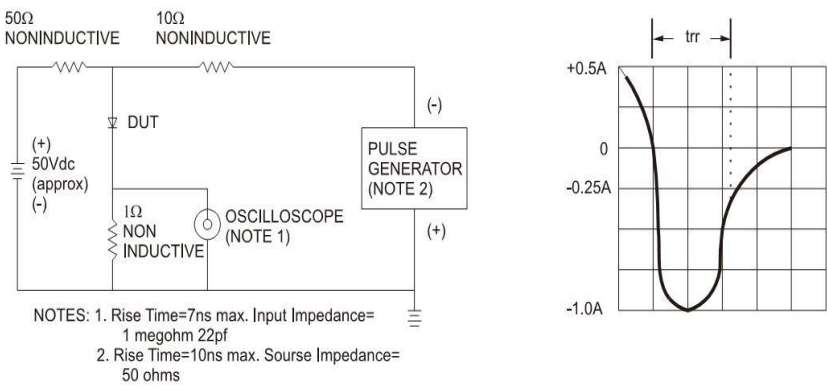 50Ω
NONINDUCTIVE
10Ω
NONINDUCTIVE
DUT
(+)
50Vdc
(approx)
(-)
1Ω
NON
INDUCTIVE
OSCILLOSCOPE
(NOTE 1)
(-)
PULSE
GENERATOR
(NOTE 2)
(+)
NOTES: 1. Rise Time=7ns max. Input Impedance=
1 megohm 22pf
2. Rise Time=10ns max. Sourse Impedance=
50 ohms
trr
+0.5A
0
-0.25A
-1.0A